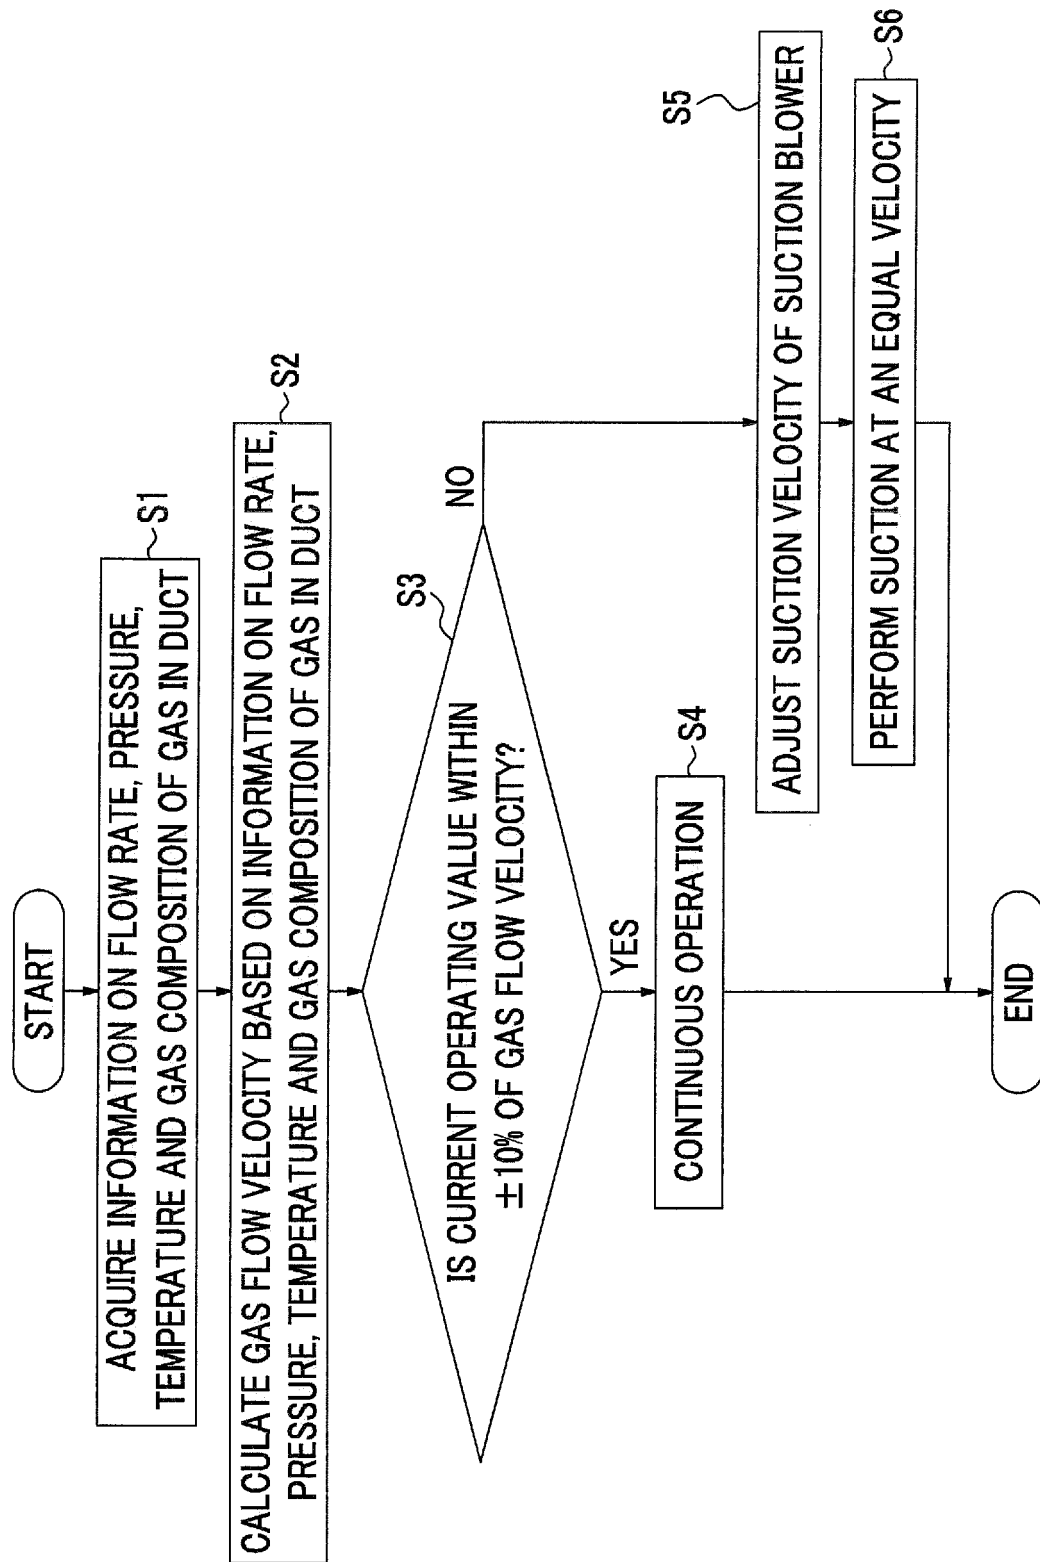 START
ACQUIRE INFORMATION ON FLOW RATE, PRESSURE,
TEMPERATURE AND GAS COMPOSITION OF GAS IN DUCT
S1
CALCULATE GAS FLOW VELOCITY BASED ON INFORMATION ON FLOW RATE,
PRESSURE, TEMPERATURE AND GAS COMPOSITION OF GAS IN DUCT
S2
IS CURRENT OPERATING VALUE WITHIN
±10% OF GAS FLOW VELOCITY?
S3
NO
YES
CONTINUOUS OPERATION
S4
ADJUST SUCTION VELOCITY OF SUCTION BLOWER
S5
PERFORM SUCTION AT AN EQUAL VELOCITY
S6
END